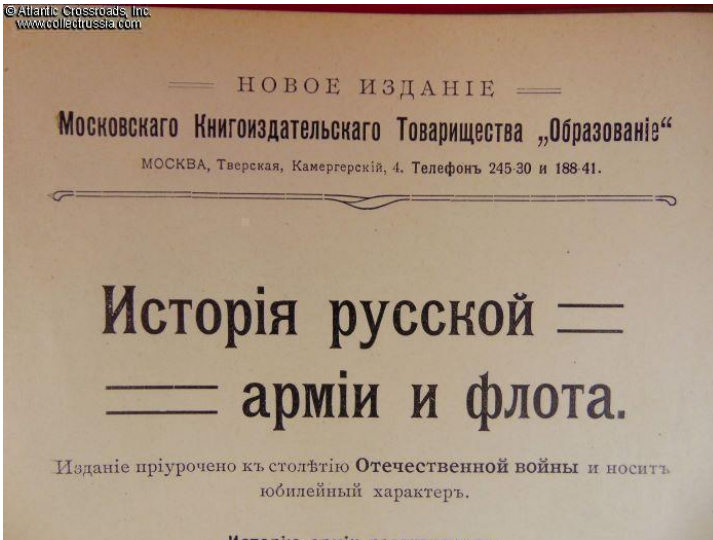 © Atlantic Crossroads, Inc.
www.collectrussia.com
НОВОЕ ИЗДАНІЕ
Московскаго Книгоиздательскаго Товарищества „Образованіе“
МОСКВА, Тверская, Камергерскій, 4. Телефонъ 245-30 и 188-41.
Исторія русской
арміи и флота.
Изданіе пріурочено къ столѣтію Отечественной войны и носитъ
юбилейный характеръ.